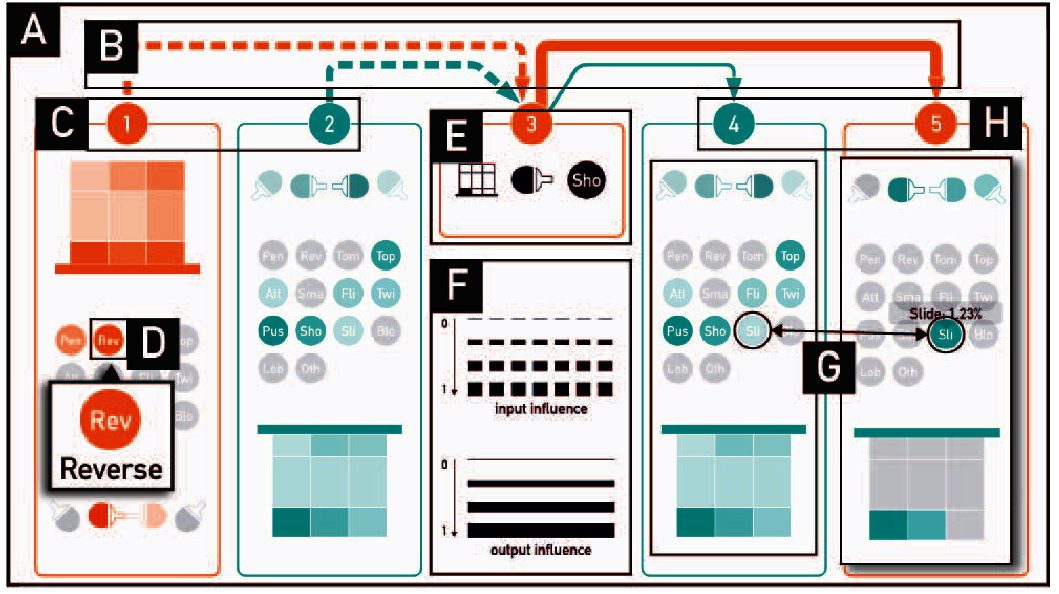 A
B
C 1 2 3 4 5 H
E
Sho
Pen Rev Tom Top
Att Sma Fli Twi
Pus Sho Sli Blo
Lob Oth
F
0
1
input influence
0
1
output influence
Pen Rev Tom Top
Att Sma Fli Twi
Pus Sho Sli
Lob Oth
G
Pen Rev Tom Top
Att Sma Fli Twi
Slide: 1,23%
Sli Blo
Lob Oth
Pen Rev D
Twi
Blo
Rev
Reverse